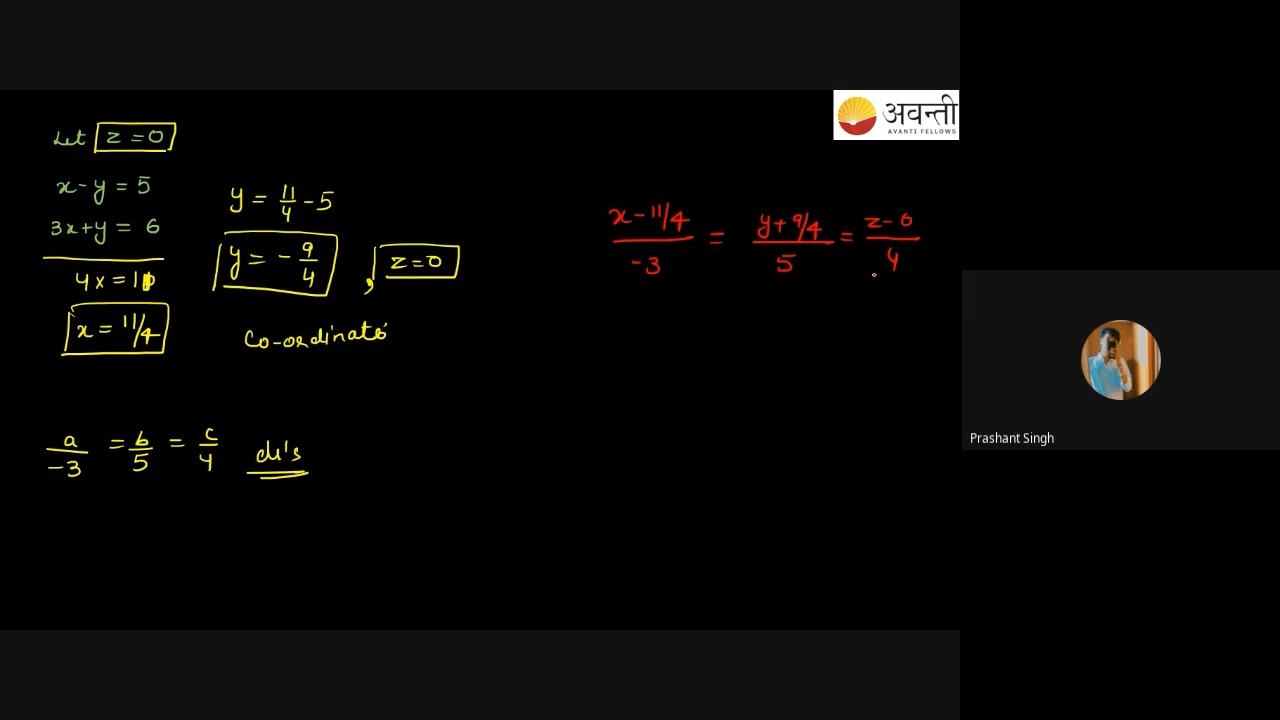 Let z = 0
x - y = 5
3x + y = 6
4x = 11
x = 11/4
y = 11/4 - 5
y = - 9/4 , z = 0
Co-ordinate
a/-3 = b/5 = c/4 dr's
अवन्ती
AVANTI FELLOWS
x - 11/4 / -3 = y + 9/4 / 5 = z - 0 / 4
Prashant Singh